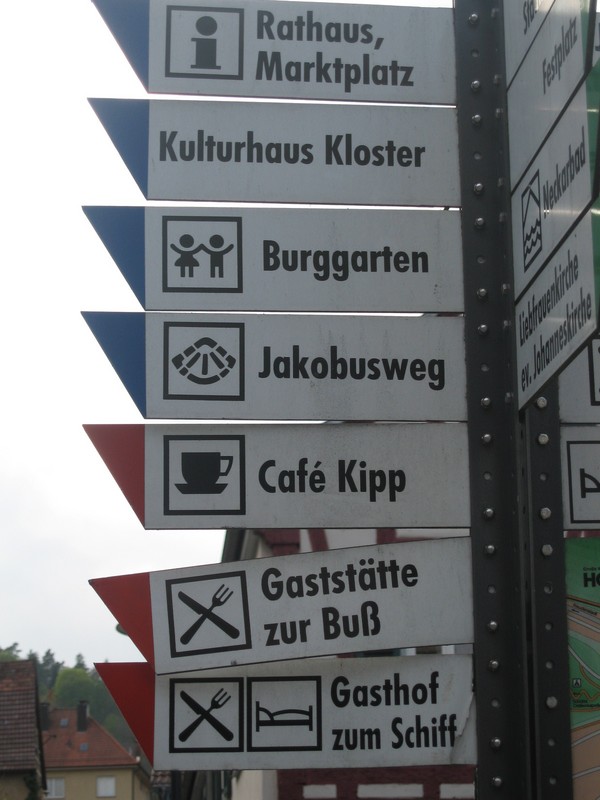 Rathaus,
Marktplatz
Kulturhaus Kloster
Burggarten
Jakobusweg
Café Kipp
Gaststätte
zur Buß
Gasthof
zum Schiff
Festplatz
Neckarbad
Liebfrauenkirche
ev. Johanneskirche